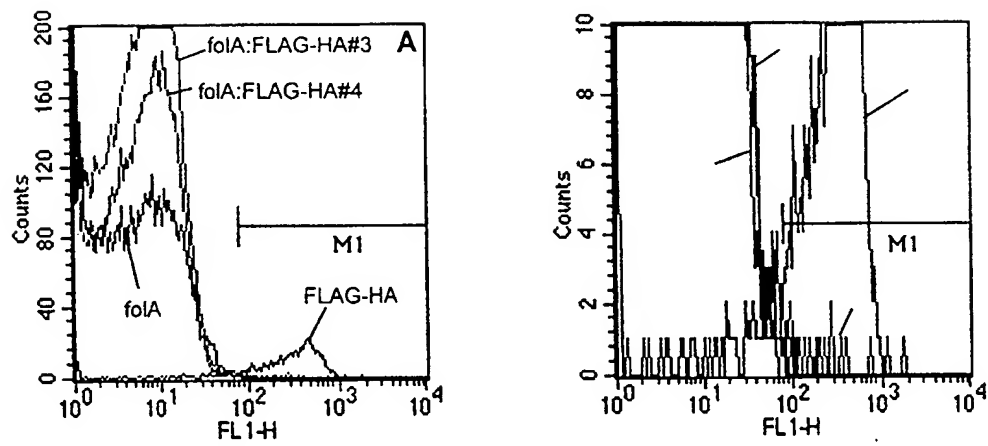 A
folA:FLAG-HA#3
folA:FLAG-HA#4
folA
FLAG-HA
M1
Counts
200
160
120
80
40
0
10^0
10^1
10^2
10^3
10^4
FL1-H
M1
Counts
10
8
6
4
2
0
10^0
10^1
10^2
10^3
10^4
FL1-H